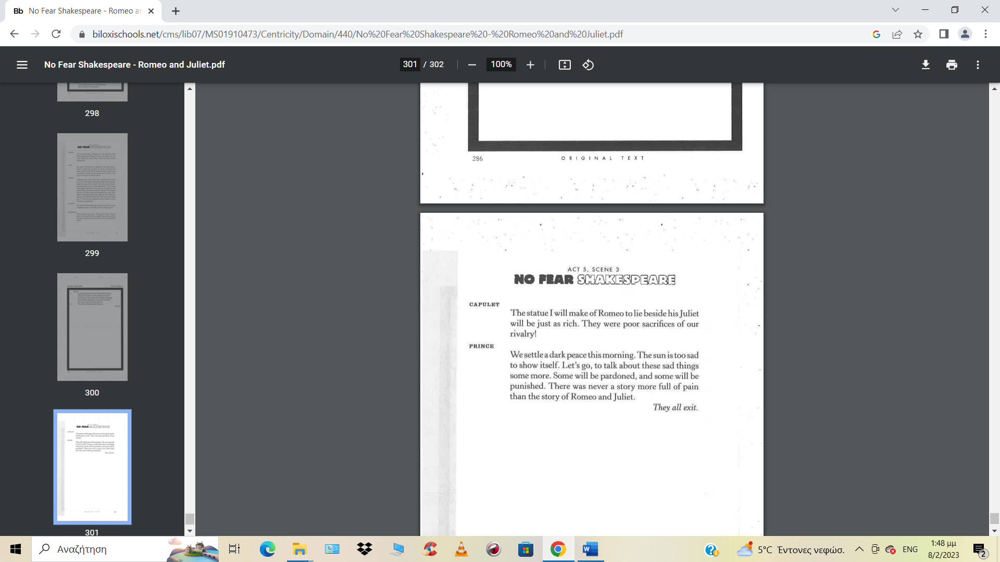 Bb No Fear Shakespeare - Romeo an
biloxischools.net/cms/lib07/MS01910473/Centricity/Domain/440/No%20Fear%20Shakespeare%20-%20Romeo%20and%20Juliet.pdf
No Fear Shakespeare - Romeo and Juliet.pdf
301 / 302
100%
298
299
300
301
286
ORIGINAL TEXT
ACT 5, SCENE 3
NO FEAR SHAKESPEARE
CAPULET
The statue I will make of Romeo to lie beside his Juliet
will be just as rich. They were poor sacrifices of our
rivalry!
PRINCE
We settle a dark peace this morning. The sun is too sad
to show itself. Let's go, to talk about these sad things
some more. Some will be pardoned, and some will be
punished. There was never a story more full of pain
than the story of Romeo and Juliet.
They all exit.
Αναζήτηση
5°C Έντονες νεφώσ.
ENG
1:48 μμ
8/2/2023
2